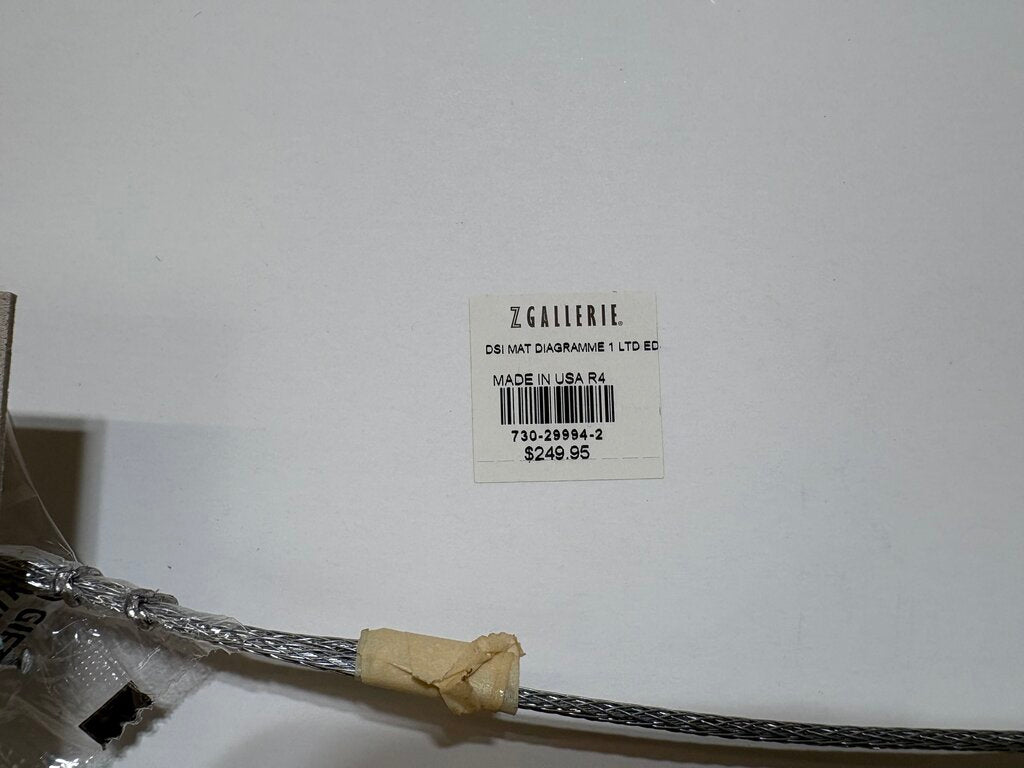 Z GALLERIE®
DSI MAT DIAGRAMME 1 LTD ED
MADE IN USA R4
730-29994-2
$249.95